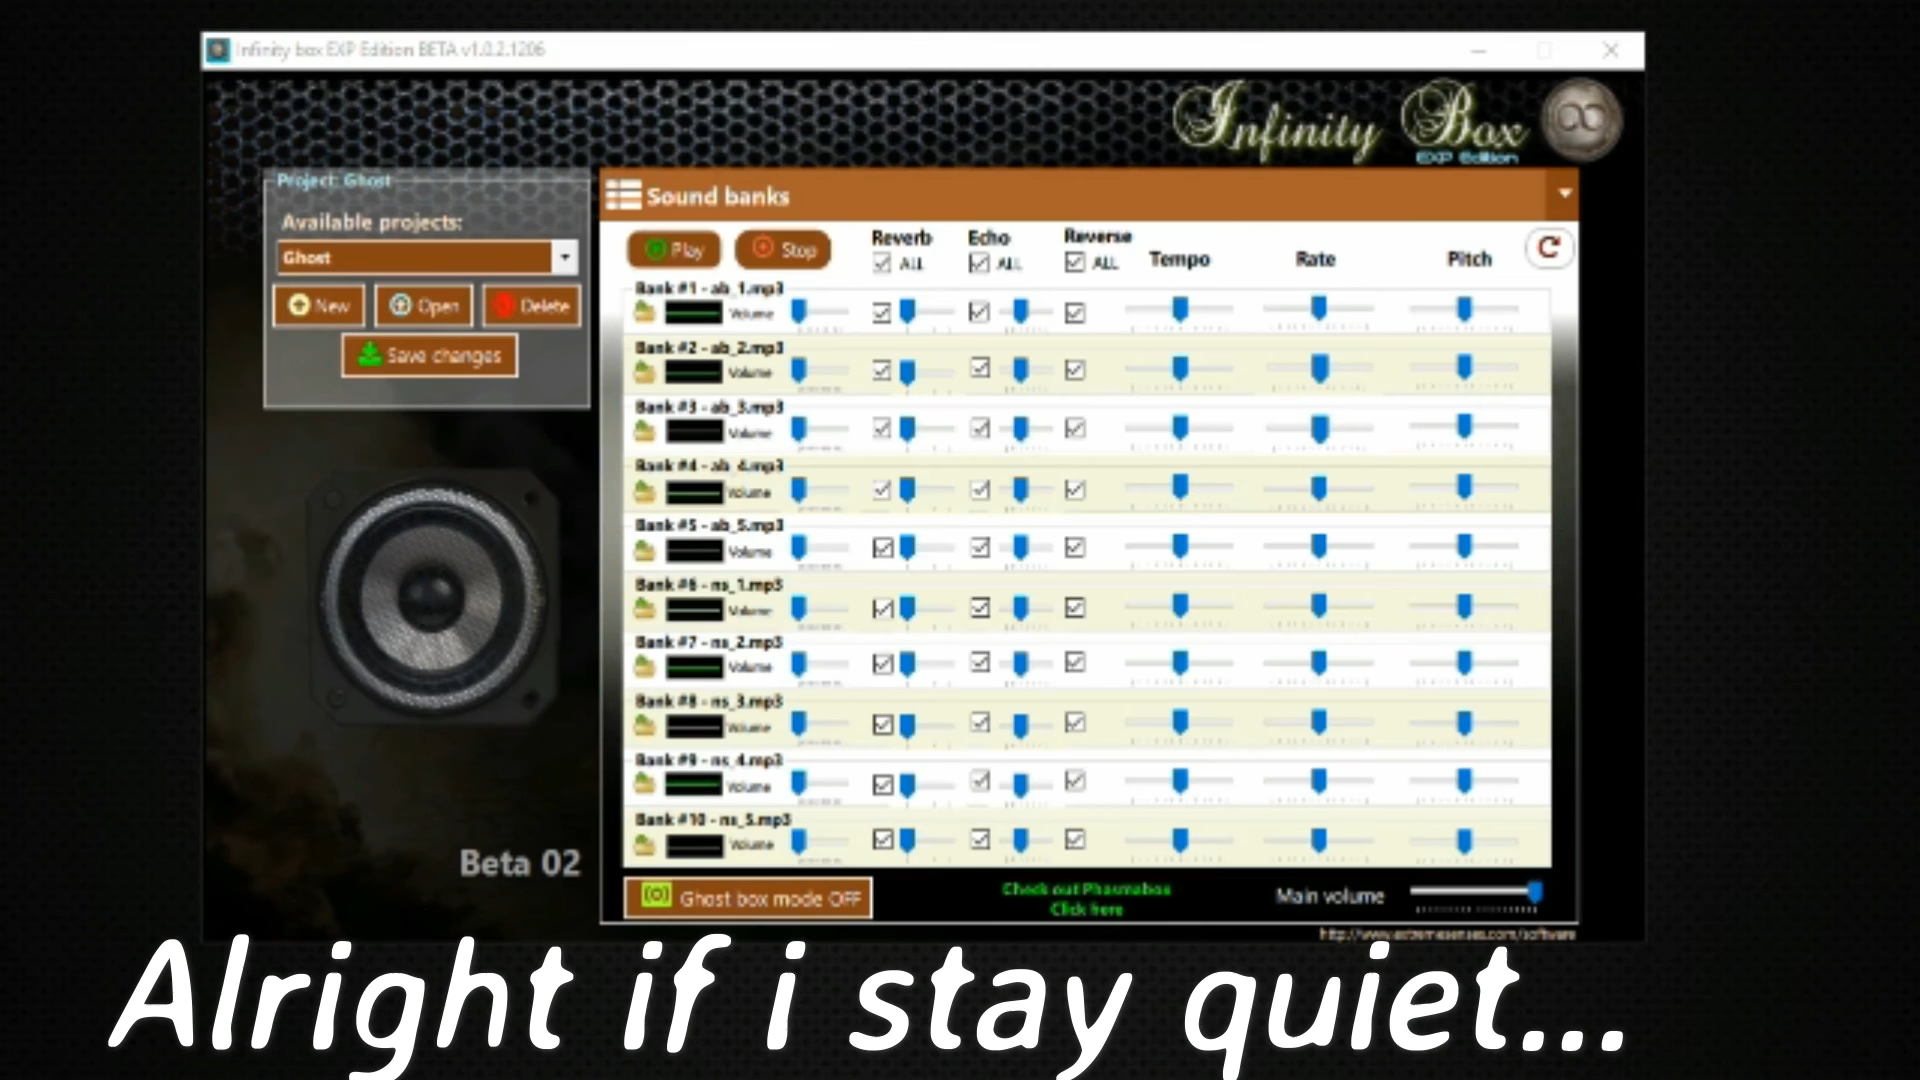 Infinity box EXP Edition BETA v1.0.2.1206
Infinity Box
EXP Edition
Project: Ghost
Available projects:
Ghost
New
Open
Delete
Save changes
Beta 02
Sound banks
Play
Stop
Reverb
ALL
Echo
ALL
Reverse
ALL
Tempo
Rate
Pitch
Bank #1 - ab_1.mp3
Volume
Bank #2 - ab_2.mp3
Volume
Bank #3 - ab_3.mp3
Volume
Bank #4 - ab_4.mp3
Volume
Bank #5 - ab_5.mp3
Volume
Bank #6 - ns_1.mp3
Volume
Bank #7 - ns_2.mp3
Volume
Bank #8 - ns_3.mp3
Volume
Bank #9 - ns_4.mp3
Volume
Bank #10 - ns_5.mp3
Volume
Ghost box mode OFF
Check out Phasmabox
Click here
Main volume
http://www.extremesenses.com/software
Alright if i stay quiet...